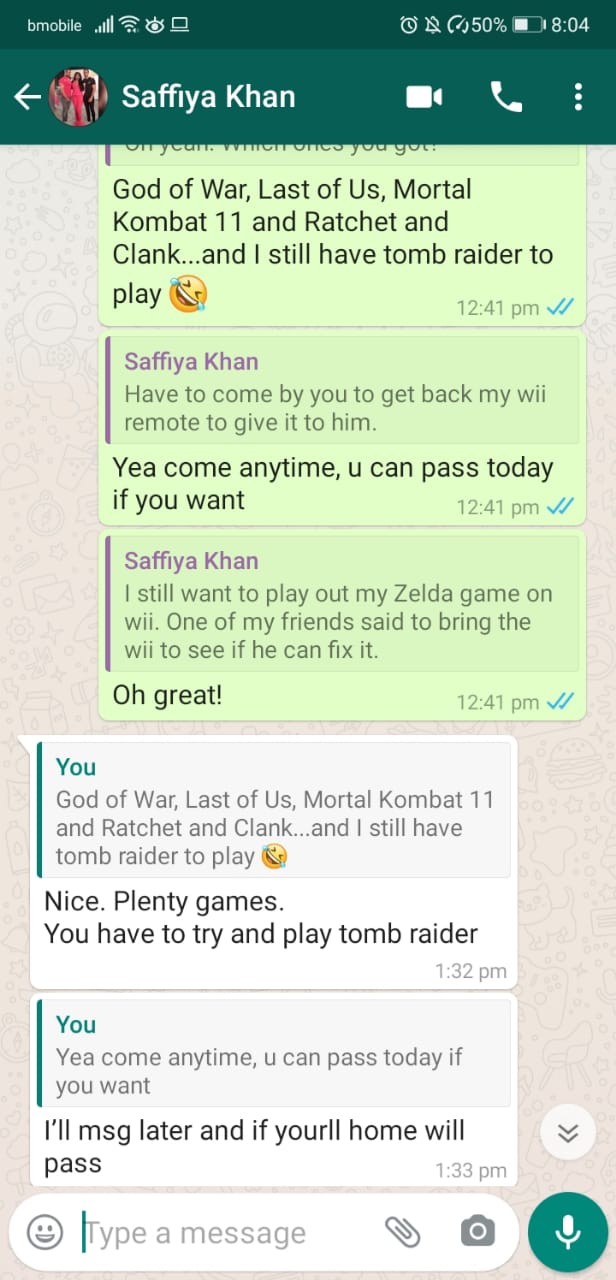 bmobile 50% 8:04
Saffiya Khan
Oh yeah. Which ones you got?
God of War, Last of Us, Mortal
Kombat 11 and Ratchet and
Clank...and I still have tomb raider to
play 🤣 12:41 pm
Saffiya Khan
Have to come by you to get back my wii
remote to give it to him.
Yea come anytime, u can pass today
if you want 12:41 pm
Saffiya Khan
I still want to play out my Zelda game on
wii. One of my friends said to bring the
wii to see if he can fix it.
Oh great! 12:41 pm
You
God of War, Last of Us, Mortal Kombat 11
and Ratchet and Clank...and I still have
tomb raider to play 🤣
Nice. Plenty games.
You have to try and play tomb raider
1:32 pm
You
Yea come anytime, u can pass today if
you want
I'll msg later and if yourll home will
pass 1:33 pm
Type a message